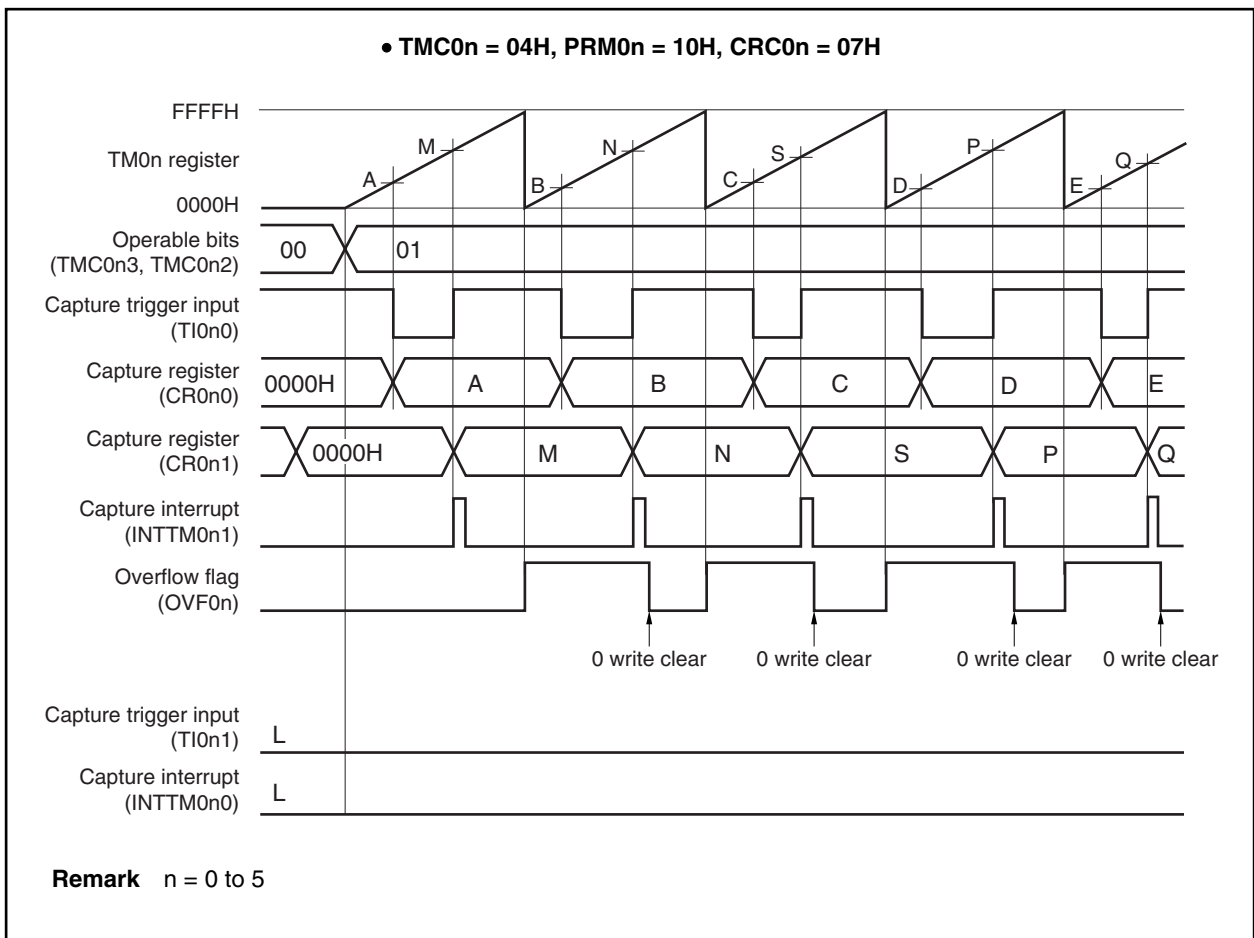 • TMC0n = 04H, PRM0n = 10H, CRC0n = 07H
FFFFH
TM0n register
0000H
A M B N C S D P E Q
Operable bits
(TMC0n3, TMC0n2)
00 01
Capture trigger input
(TI0n0)
Capture register
(CR0n0)
0000H A B C D E
Capture register
(CR0n1)
0000H M N S P Q
Capture interrupt
(INTTM0n1)
Overflow flag
(OVF0n)
0 write clear 0 write clear 0 write clear 0 write clear
Capture trigger input
(TI0n1)
L
Capture interrupt
(INTTM0n0)
L
Remark n = 0 to 5